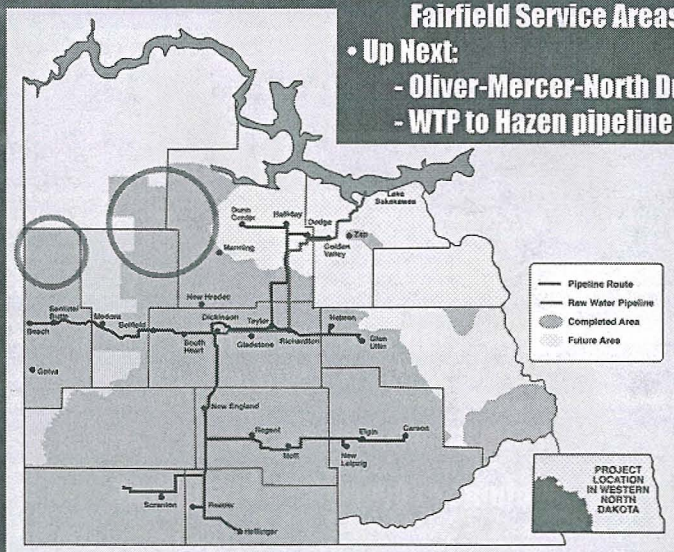 Fairfield Service Areas
• Up Next:
- Oliver-Mercer-North Du
- WTP to Hazen pipeline
Lake Sakakawea
Dunn Center
Halliday
Dodge
Golden Valley
Zap
Manning
New Hradec
Sentinel Butte
Beach
Medora
Belfield
South Heart
Dickinson
Taylor
Gladstone
Richardton
Hebron
Glen Ullin
Golva
New England
Regent
Mott
Elgin
Carson
New Leipzig
Scranton
Reeder
Hettinger
Pipeline Route
Raw Water Pipeline
Completed Area
Future Area
PROJECT
LOCATION
IN WESTERN
NORTH
DAKOTA